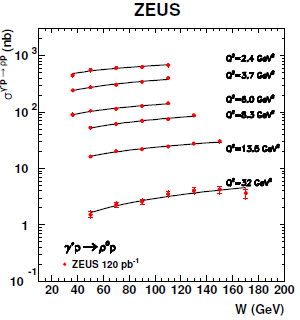 ZEUS
σγ*p → ρp (nb)
10³
10²
10
1
10⁻¹
Q²=2.4 GeV²
Q²=3.7 GeV²
Q²=6.0 GeV²
Q²=8.3 GeV²
Q²=13.5 GeV²
Q²=32 GeV²
γ*p → ρ⁰p
ZEUS 120 pb⁻¹
20 40 60 80 100 120 140 160 180 200
W (GeV)